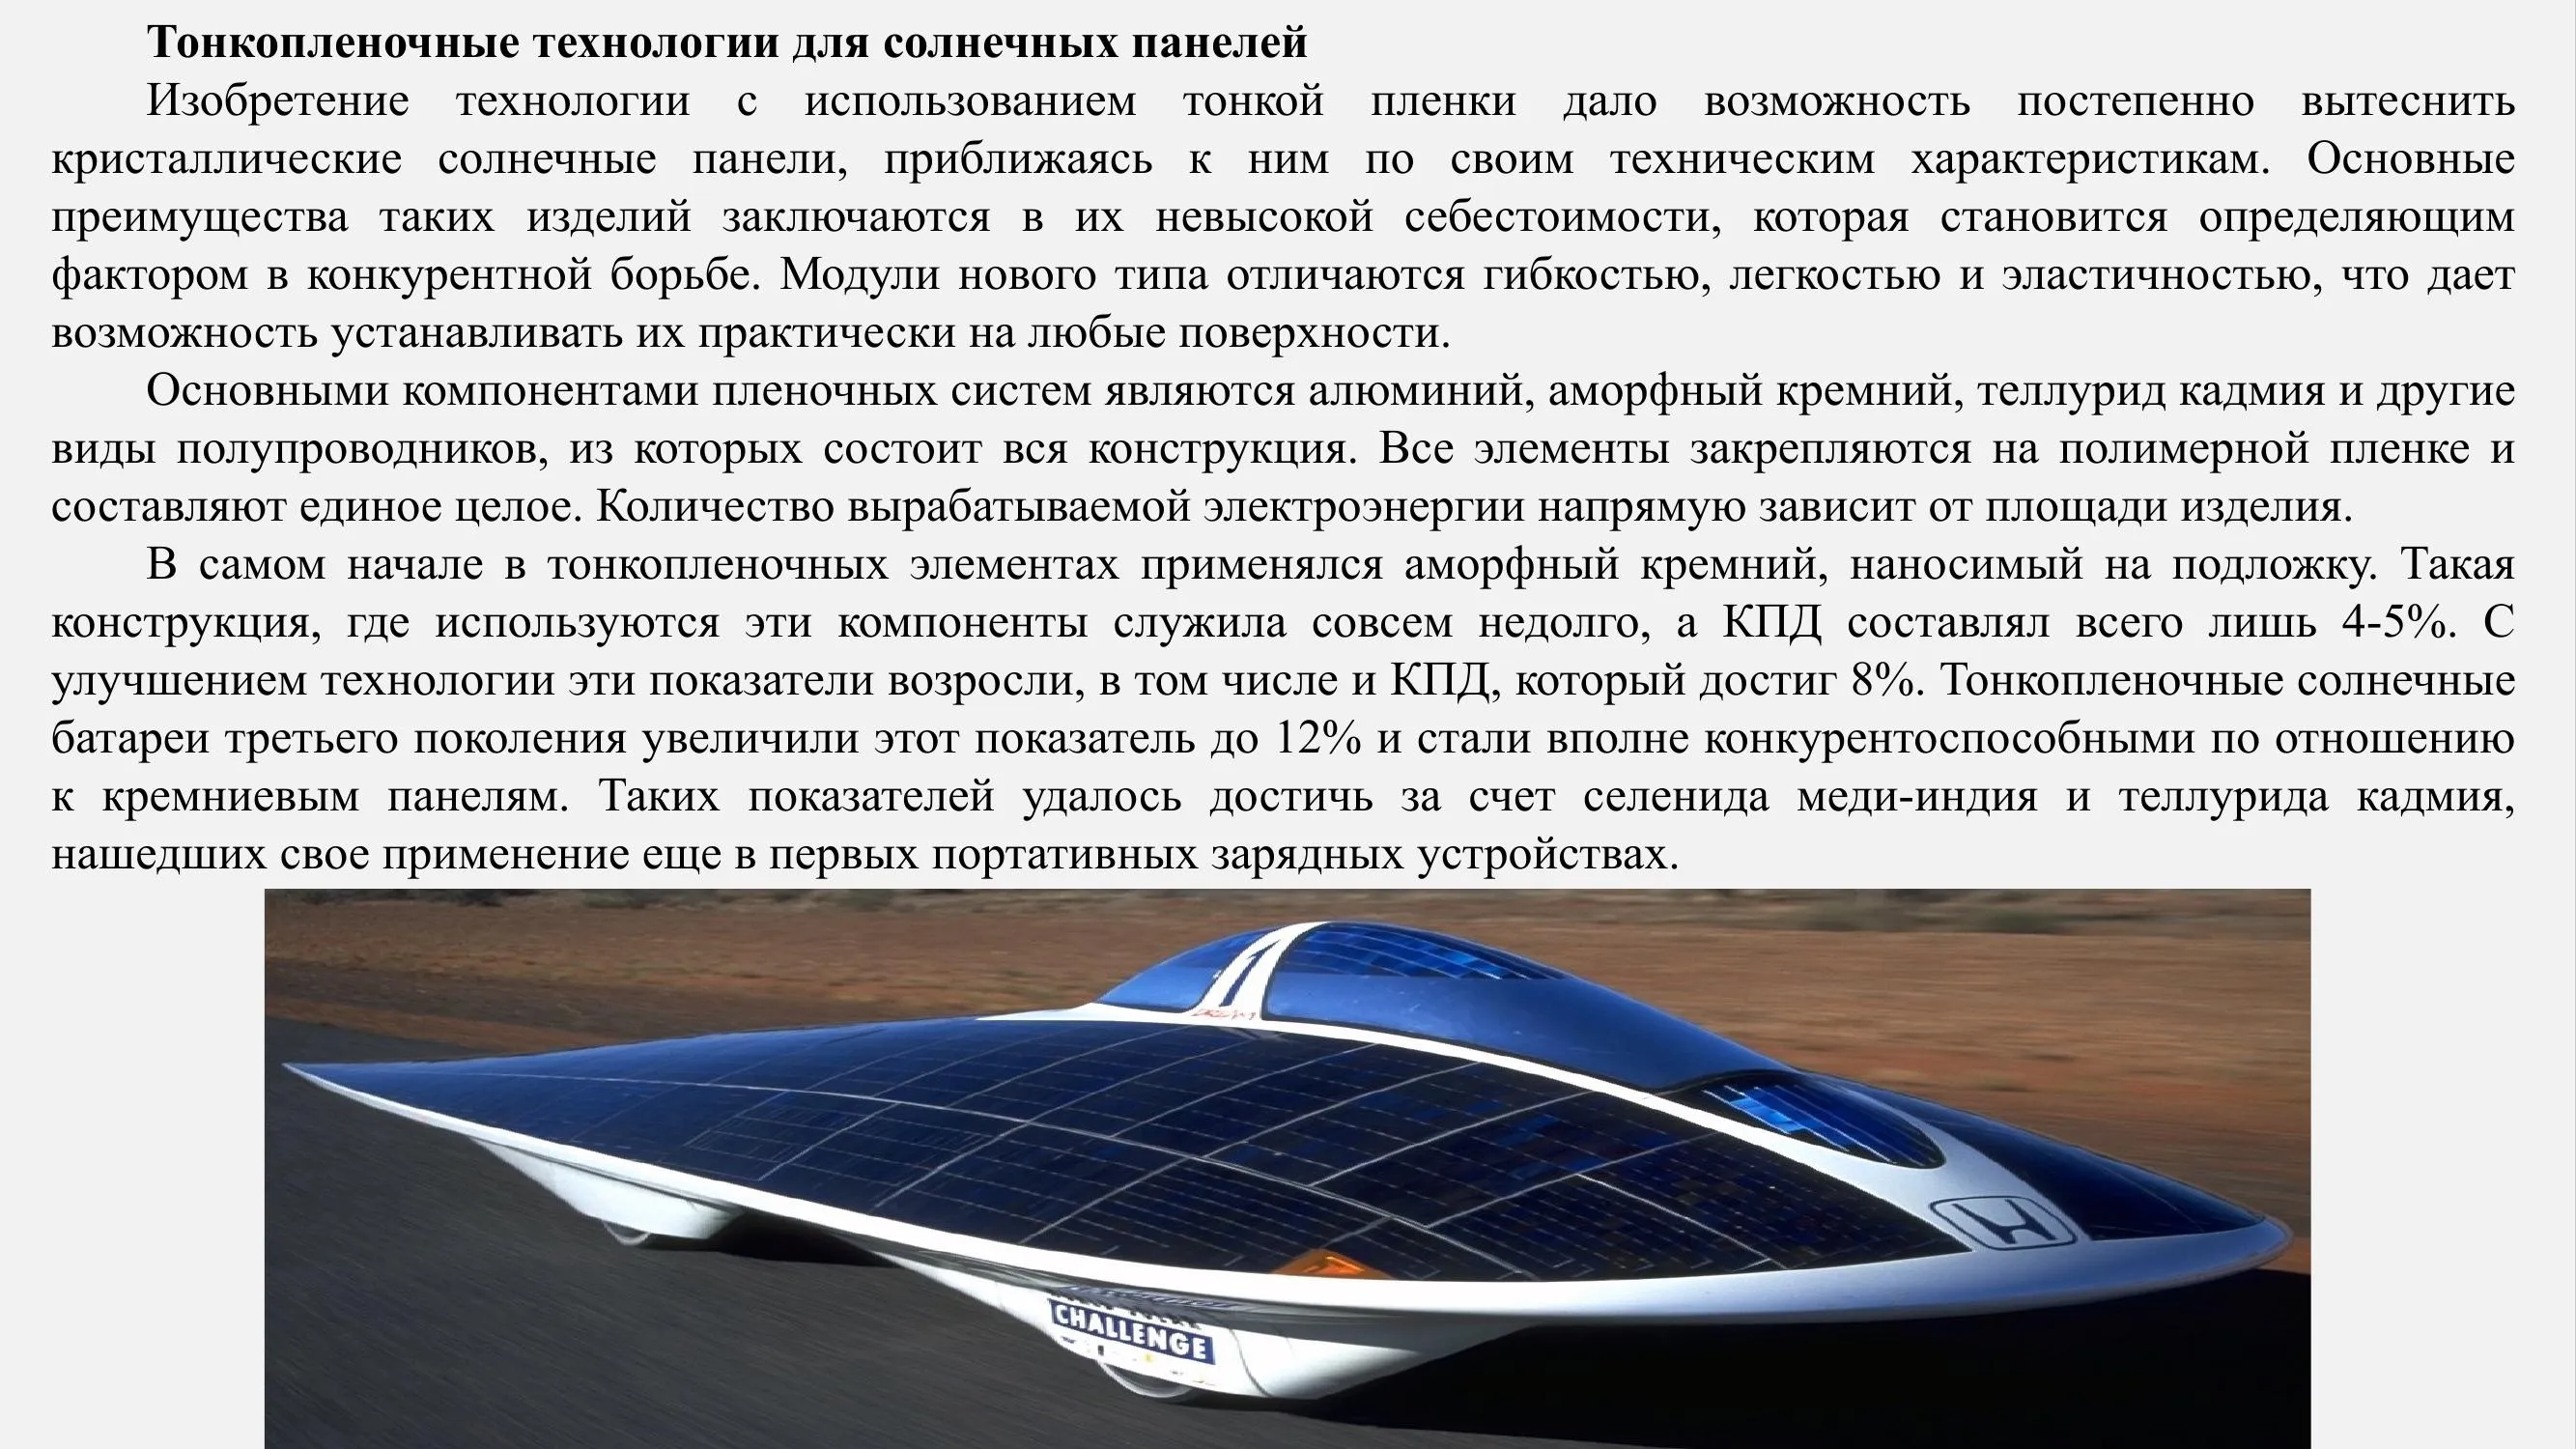 Тонкопленочные технологии для солнечных панелей
Изобретение технологии с использованием тонкой пленки дало возможность постепенно вытеснить
кристаллические солнечные панели, приближаясь к ним по своим техническим характеристикам. Основные
преимущества таких изделий заключаются в их невысокой себестоимости, которая становится определяющим
фактором в конкурентной борьбе. Модули нового типа отличаются гибкостью, легкостью и эластичностью, что дает
возможность устанавливать их практически на любые поверхности.
Основными компонентами пленочных систем являются алюминий, аморфный кремний, теллурид кадмия и другие
виды полупроводников, из которых состоит вся конструкция. Все элементы закрепляются на полимерной пленке и
составляют единое целое. Количество вырабатываемой электроэнергии напрямую зависит от площади изделия.
В самом начале в тонкопленочных элементах применялся аморфный кремний, наносимый на подложку. Такая
конструкция, где используются эти компоненты служила совсем недолго, а КПД составлял всего лишь 4-5%. С
улучшением технологии эти показатели возросли, в том числе и КПД, который достиг 8%. Тонкопленочные солнечные
батареи третьего поколения увеличили этот показатель до 12% и стали вполне конкурентоспособными по отношению
к кремниевым панелям. Таких показателей удалось достичь за счет селенида меди-индия и теллурида кадмия,
нашедших свое применение еще в первых портативных зарядных устройствах.
CHALLENGE